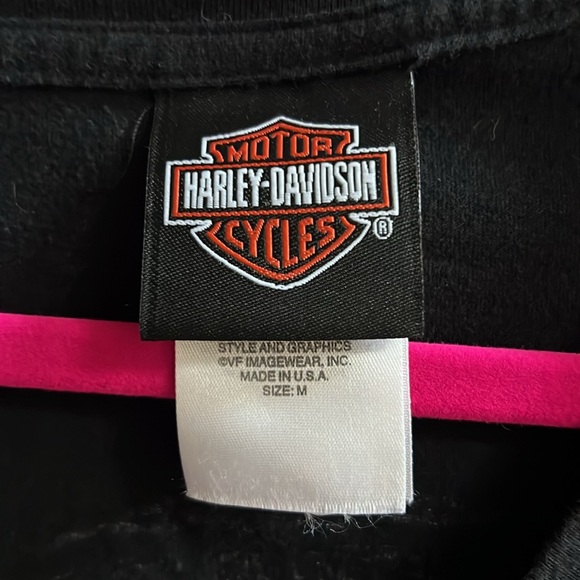 MOTOR
HARLEY-DAVIDSON
CYCLES
®
STYLE AND GRAPHICS
©VF IMAGEWEAR, INC.
MADE IN U.S.A.
SIZE: M